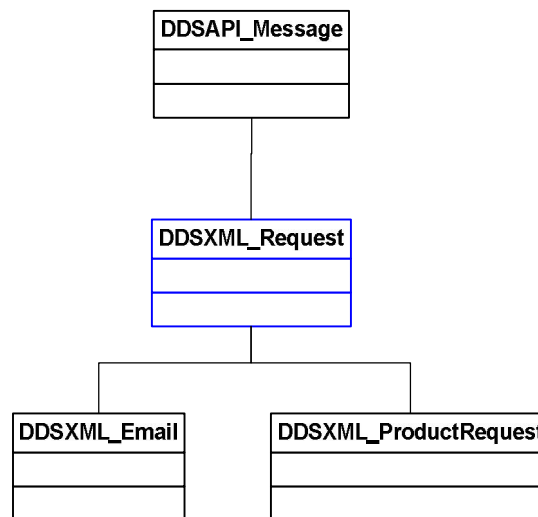 DDSAPI_Message
DDSXML_Request
DDSXML_Email
DDSXML_ProductRequest